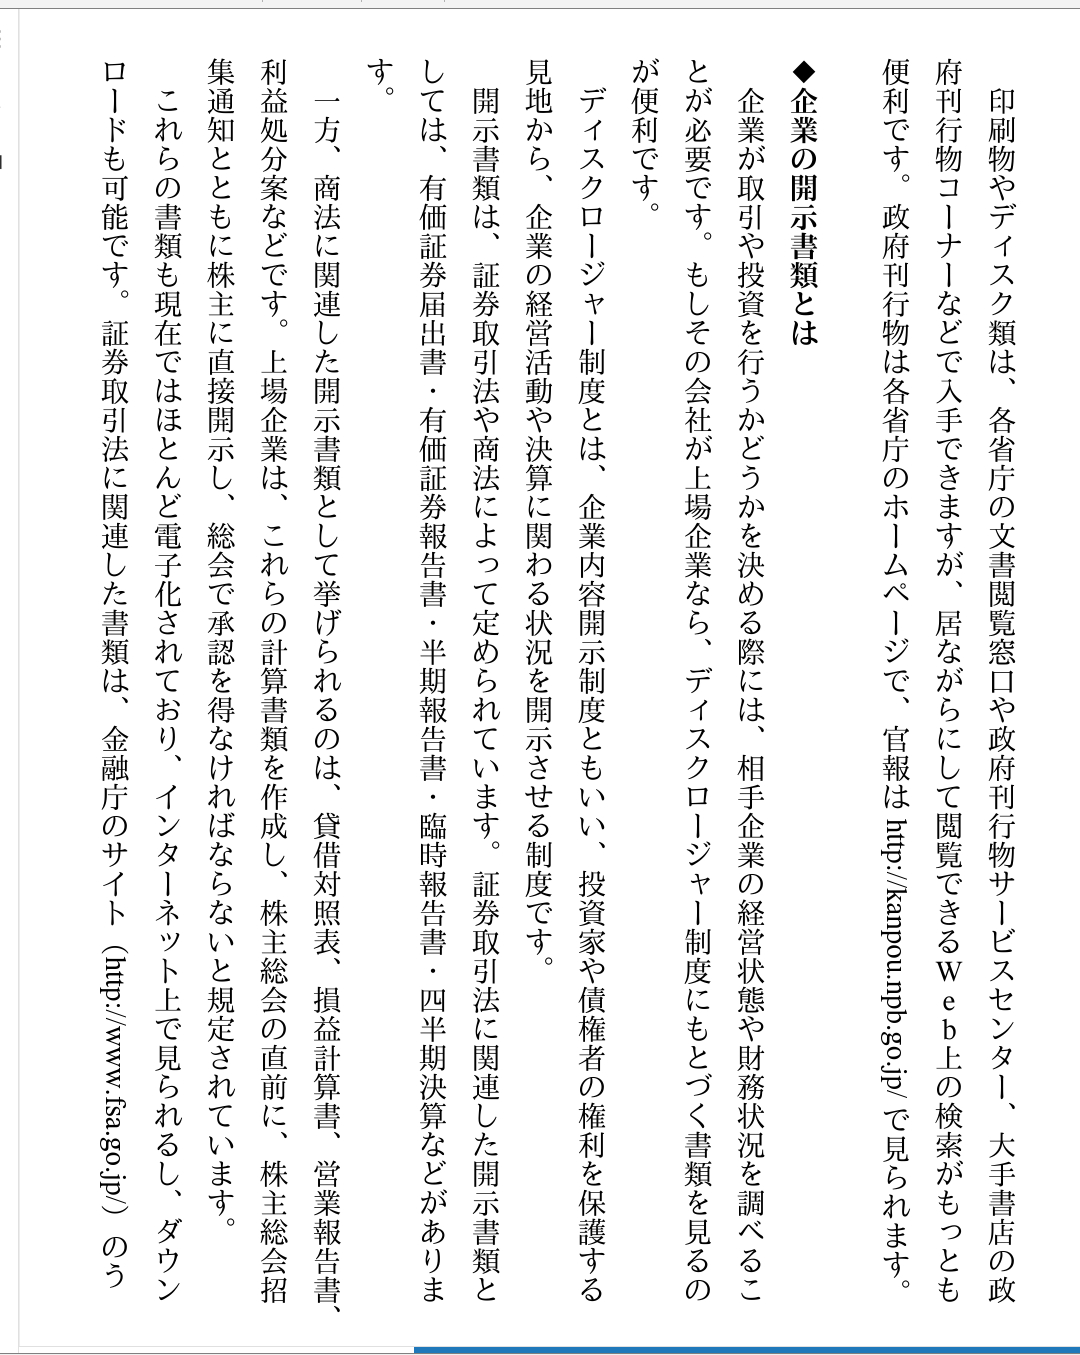 印刷物やディスク類は、各省庁の文書閲覧窓口や政府刊行物サービスセンター、大手書店の政
府刊行物コーナーなどで入手できますが、居ながらにして閲覧できるＷｅｂ上の検索がもっとも
便利です。政府刊行物は各省庁のホームページで、官報は http://kanpou.npb.go.jp/ で見られます。
◆企業の開示書類とは
　企業が取引や投資を行うかどうかを決める際には、相手企業の経営状態や財務状況を調べるこ
とが必要です。もしその会社が上場企業なら、ディスクロージャー制度にもとづく書類を見るの
が便利です。
　ディスクロージャー制度とは、企業内容開示制度ともいい、投資家や債権者の権利を保護する
見地から、企業の経営活動や決算に関わる状況を開示させる制度です。
　開示書類は、証券取引法や商法によって定められています。証券取引法に関連した開示書類と
しては、有価証券届出書・有価証券報告書・半期報告書・臨時報告書・四半期決算などがありま
す。
　一方、商法に関連した開示書類として挙げられるのは、貸借対照表、損益計算書、営業報告書、
利益処分案などです。上場企業は、これらの計算書類を作成し、株主総会の直前に、株主総会招
集通知とともに株主に直接開示し、総会で承認を得なければならないと規定されています。
　これらの書類も現在ではほとんど電子化されており、インターネット上で見られるし、ダウン
ロードも可能です。証券取引法に関連した書類は、金融庁のサイト（http://www.fsa.go.jp/）のう